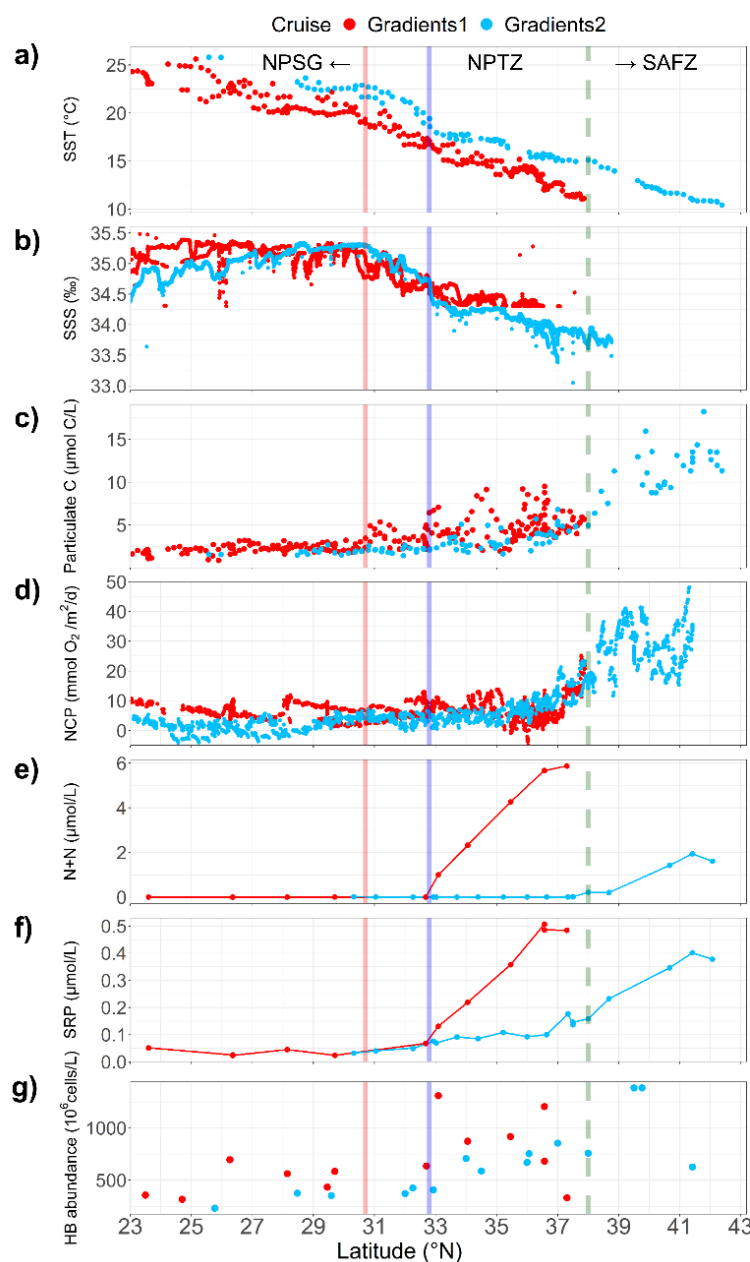 Cruise Gradients1 Gradients2
a)
NPSG ← NPTZ → SAFZ
SST (°C)
25
20
15
10
b)
SSS (‰)
35.5
35.0
34.5
34.0
33.5
33.0
c)
Particulate C (μmol C/L)
15
10
5
d)
NCP (mmol O₂ /m²/d)
50
40
30
20
10
0
e)
N+N (μmol/L)
6
4
2
0
f)
SRP (μmol/L)
0.5
0.4
0.3
0.2
0.1
0.0
g)
HB abundance (10⁶cells/L)
1000
500
23 25 27 29 31 33 35 37 39 41 43
Latitude (°N)